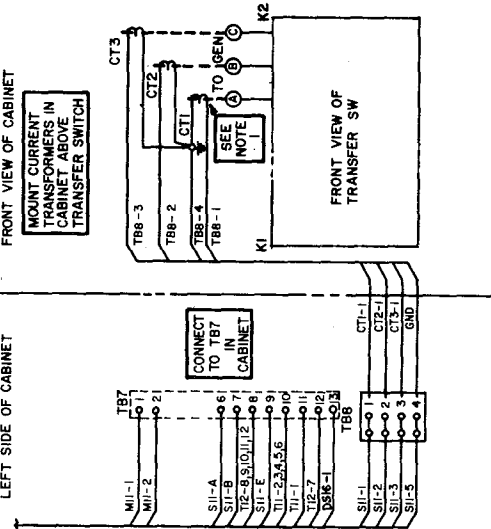 FRONT VIEW OF CABINET
MOUNT CURRENT
TRANSFORMERS IN
CABINET ABOVE
TRANSFER SWITCH
CT3
CT2
CT1
TO GEN
A
B
C
SEE
NOTE
1
TB8-3
TB8-2
TB8-4
TB8-1
K1
K2
FRONT VIEW OF
TRANSFER SW
LEFT SIDE OF CABINET
CONNECT
TO TB7
IN
CABINET
TB7
M11-1 1
M11-2 2
S11-A 6
S11-B 7
T12-8,9,10,11,12 8
S11-E 9
T11-2,3,4,5,6 10
T11-1 11
T12-7 12
DS16-1 13
TB8
S11-1 1 CT1-1
S11-2 2 CT2-1
S11-3 3 CT3-1
S11-5 4 GND